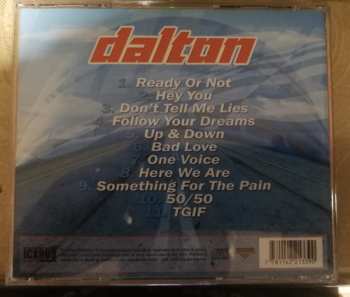 dalton
1. Ready Or Not
2. Hey You
3. Don't Tell Me Lies
4. Follow Your Dreams
5. Up & Down
6. Bad Love
7. One Voice
8. Here We Are
9. Something For The Pain
10. 50/50
11. TGIF